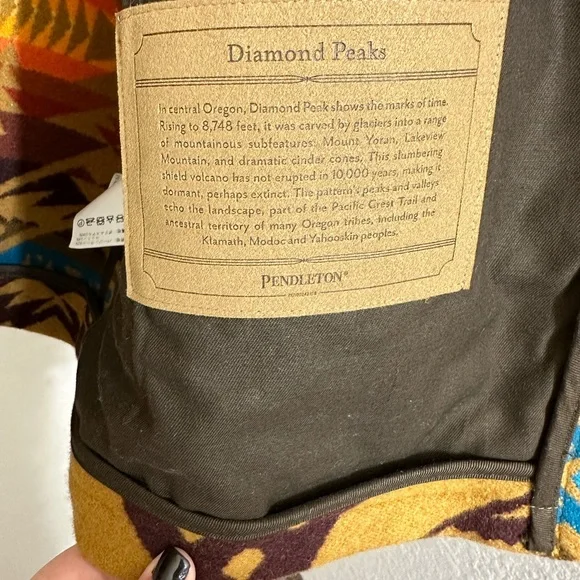 Diamond Peaks
In central Oregon, Diamond Peak shows the marks of time.
Rising to 8,748 feet, it was carved by glaciers into a range
of mountainous subfeatures: Mount Yoran, Lakeview
Mountain, and dramatic cinder cones. This slumbering
shield volcano has not erupted in 10,000 years, making it
dormant, perhaps extinct. The pattern's peaks and valleys
echo the landscape, part of the Pacific Crest Trail and
ancestral territory of many Oregon tribes, including the
Klamath, Modoc and Yahooskin peoples.
PENDLETON®